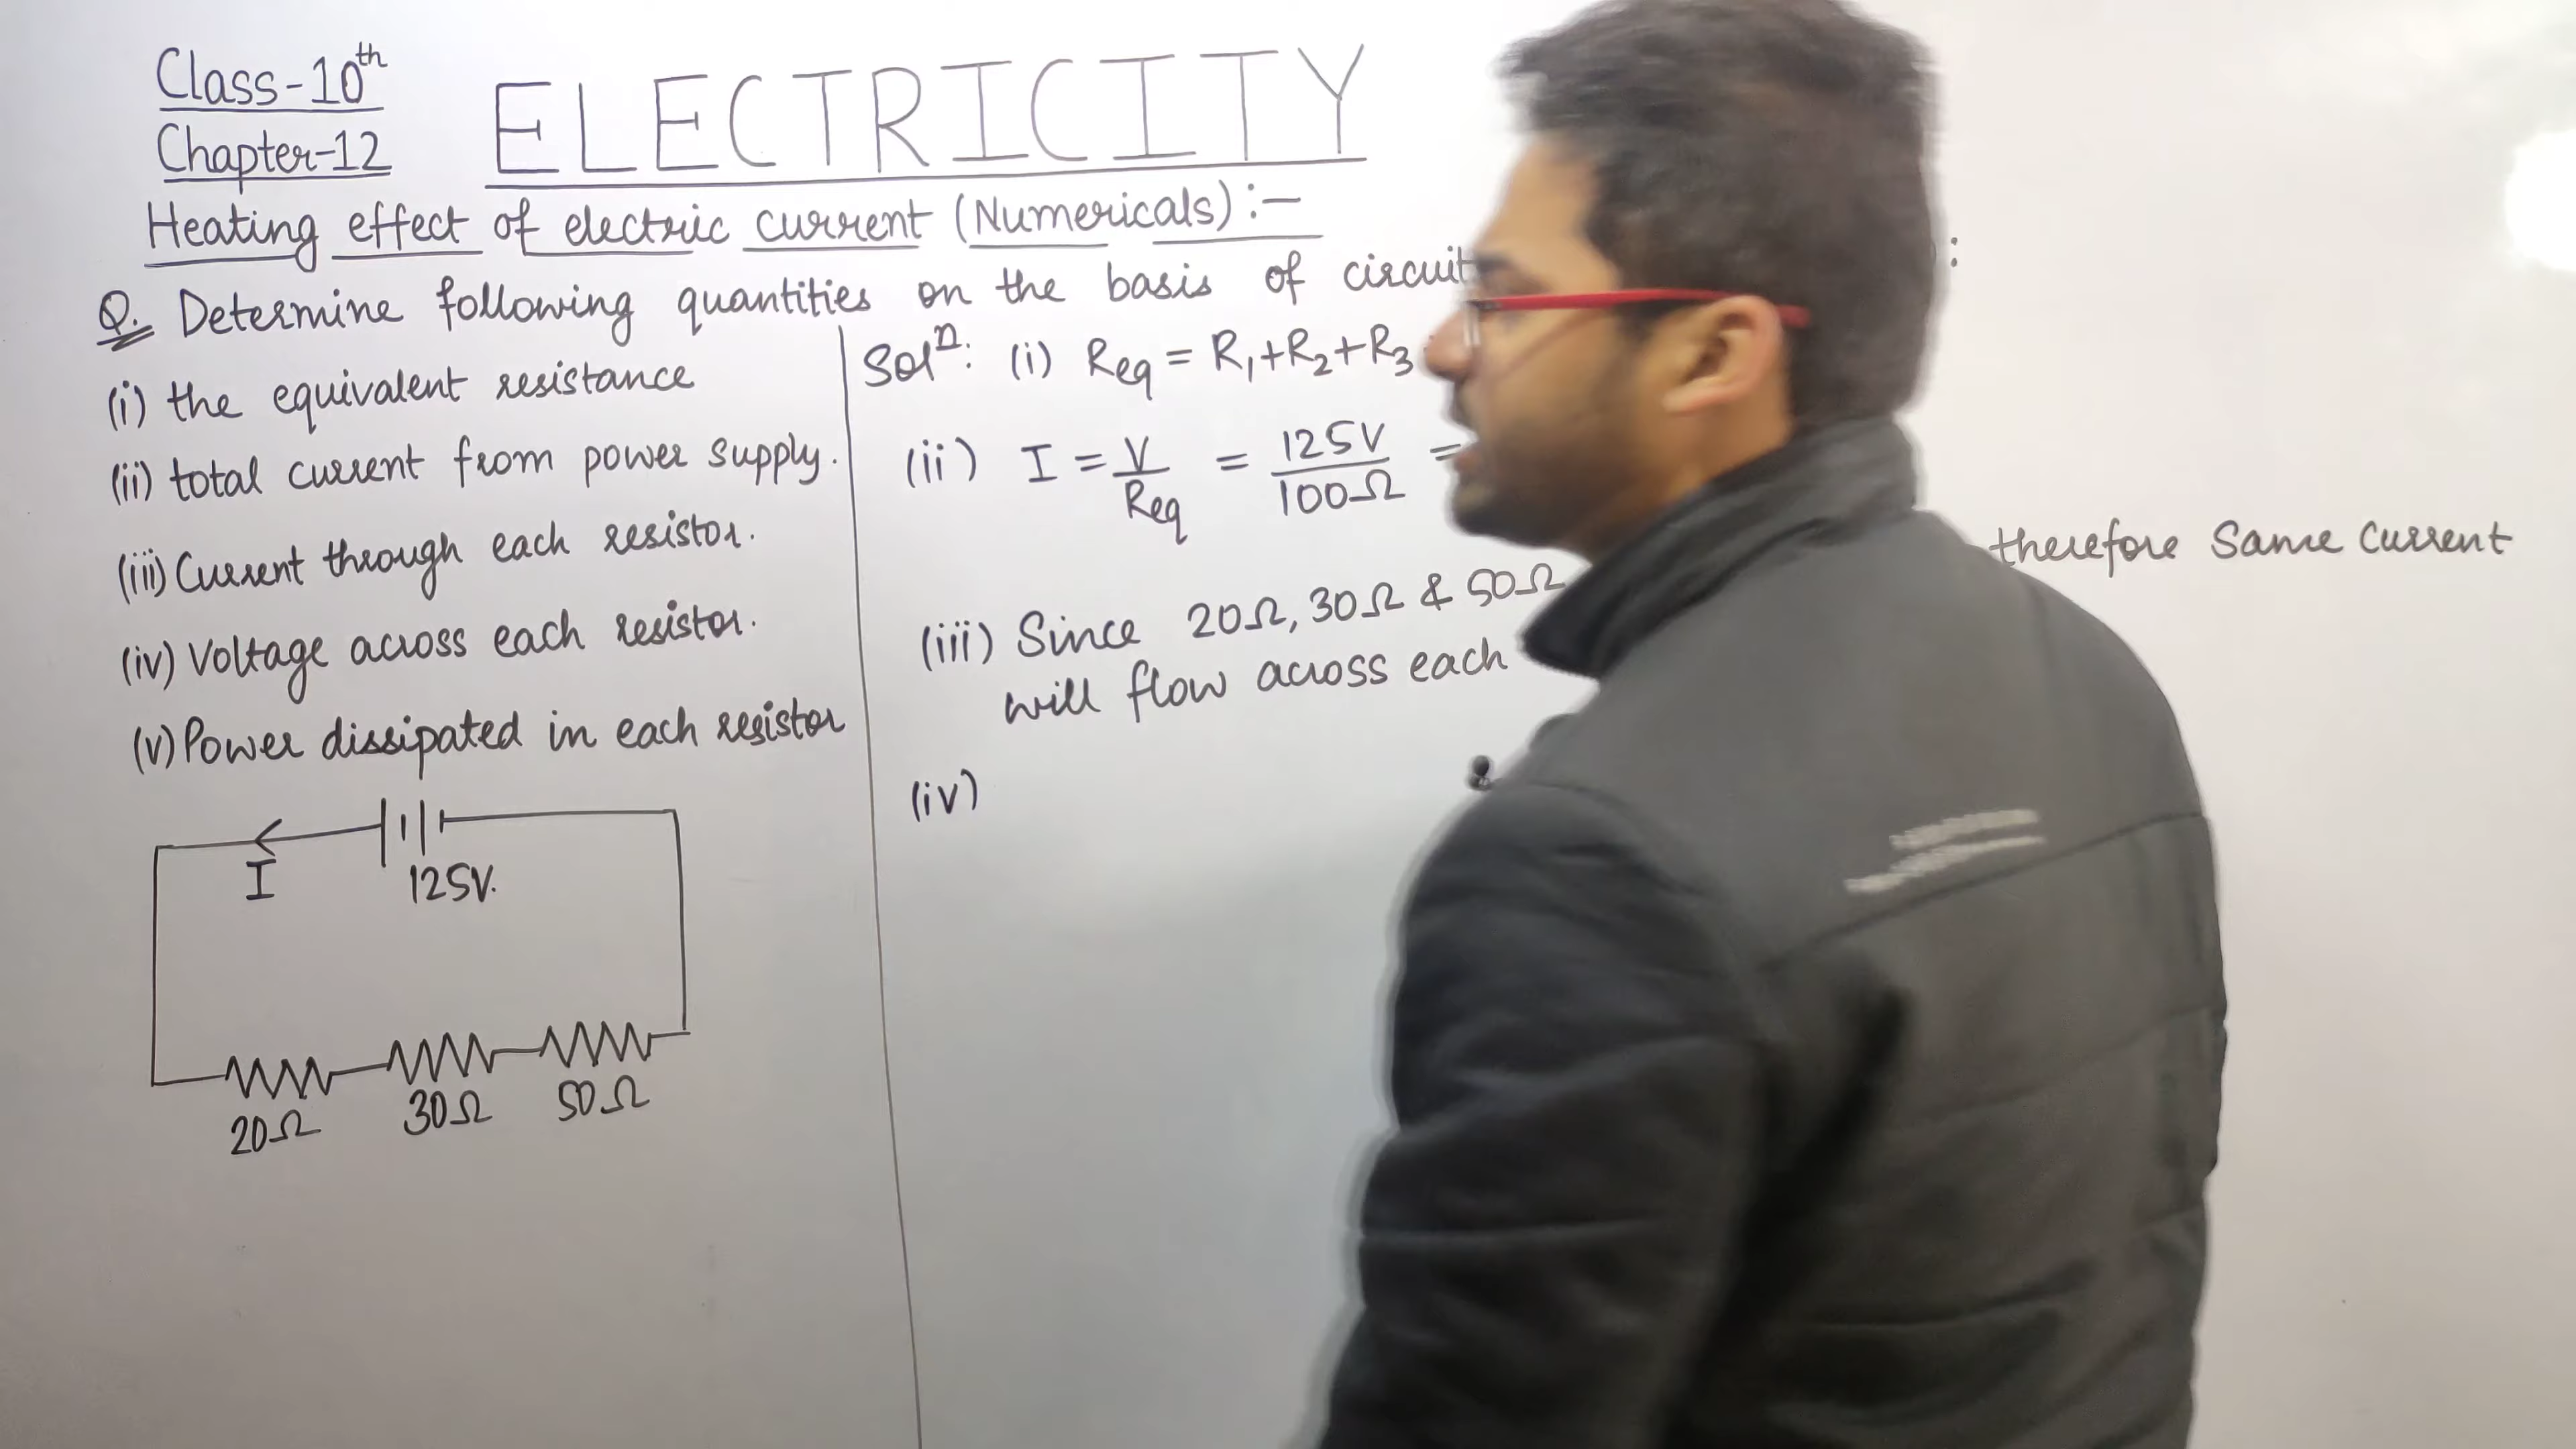 Class-10th
Chapter-12
ELECTRICITY
Heating effect of electric current (Numericals) :-
Q. Determine following quantities on the basis of circuit :
(i) the equivalent resistance
(ii) total current from power supply.
(iii) Current through each resistor.
(iv) Voltage across each resistor.
(v) Power dissipated in each resistor
I
125V.
20Ω
30Ω
50Ω
Solⁿ: (i) Req = R₁+R₂+R₃
(ii) I = V/Req = 125V/100Ω =
(iii) Since 20Ω, 30Ω & 50Ω therefore Same Current
will flow across each
(iv)